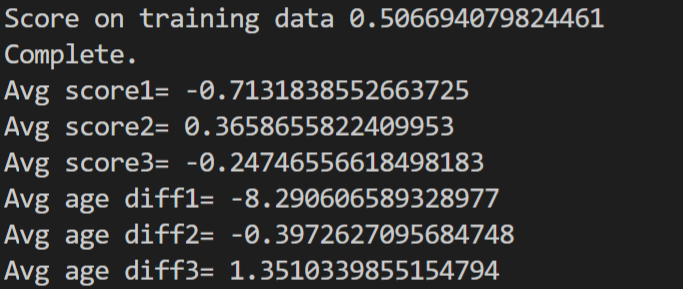 Score on training data 0.506694079824461
Complete.
Avg score1= -0.7131838552663725
Avg score2= 0.3658655822409953
Avg score3= -0.24746556618498183
Avg age diff1= -8.290606589328977
Avg age diff2= -0.3972627095684748
Avg age diff3= 1.3510339855154794